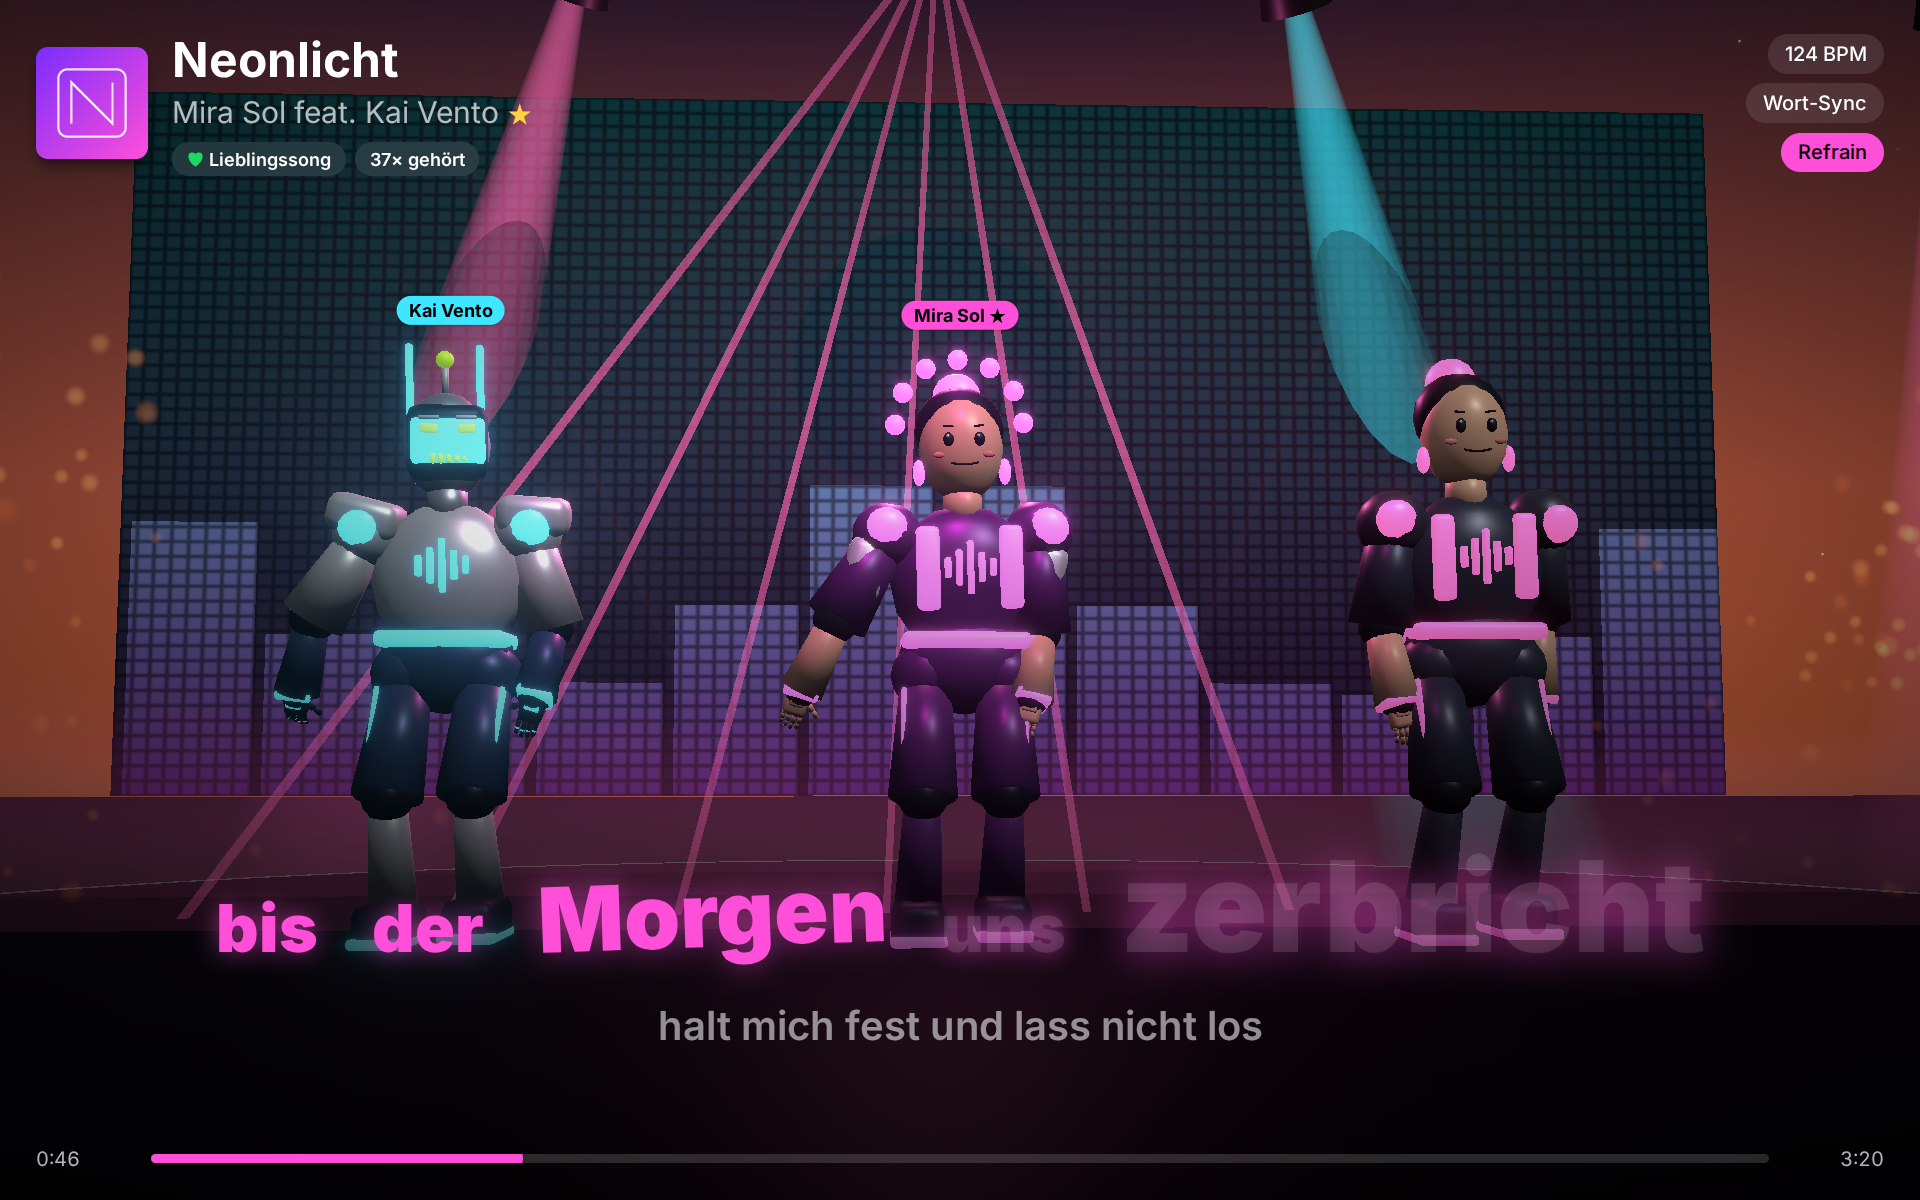 N
Neonlicht
Mira Sol feat. Kai Vento ★
Lieblingssong
37× gehört
124 BPM
Wort-Sync
Refrain
Kai Vento
Mira Sol ★
bis der Morgen uns zerbricht
halt mich fest und lass nicht los
0:46
3:20